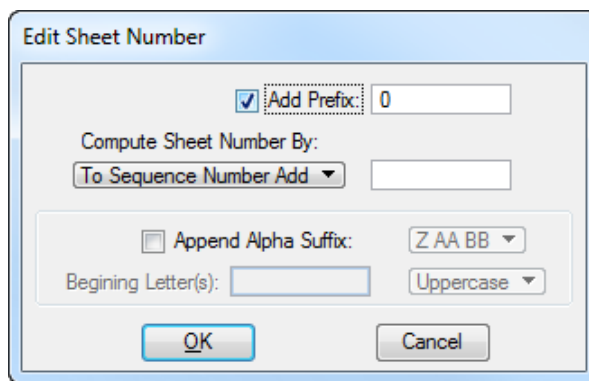 Edit Sheet Number
Add Prefix: 0
Compute Sheet Number By:
To Sequence Number Add
Append Alpha Suffix: Z AA BB
Begining Letter(s): Uppercase
OK Cancel